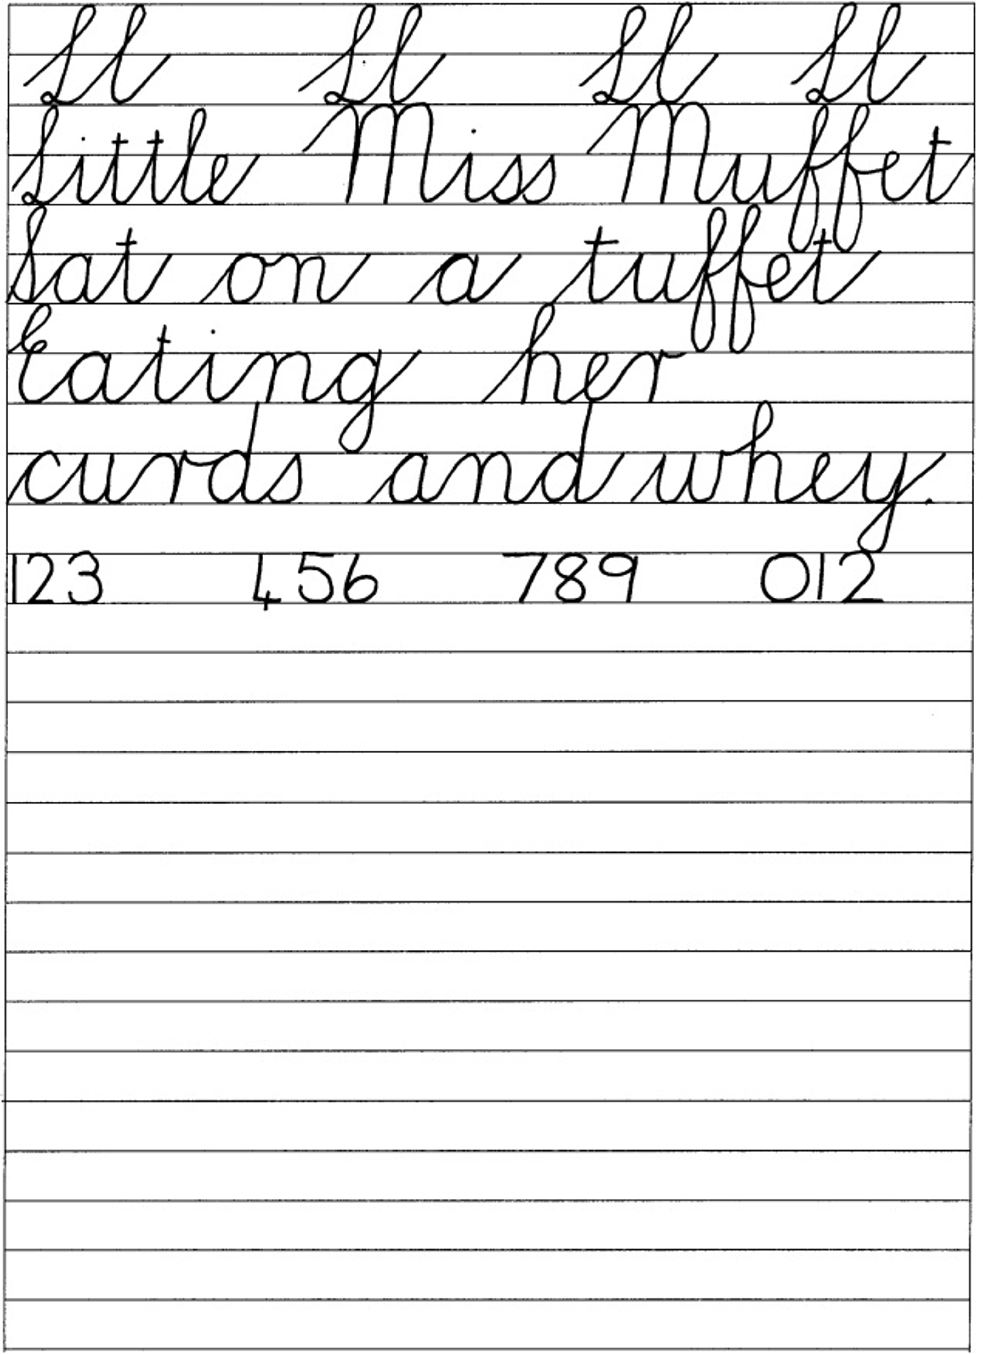 Ll Ll Ll Ll
Little Miss Muffet
Sat on a tuffet
Eating her
curds and whey.
123 456 789 012